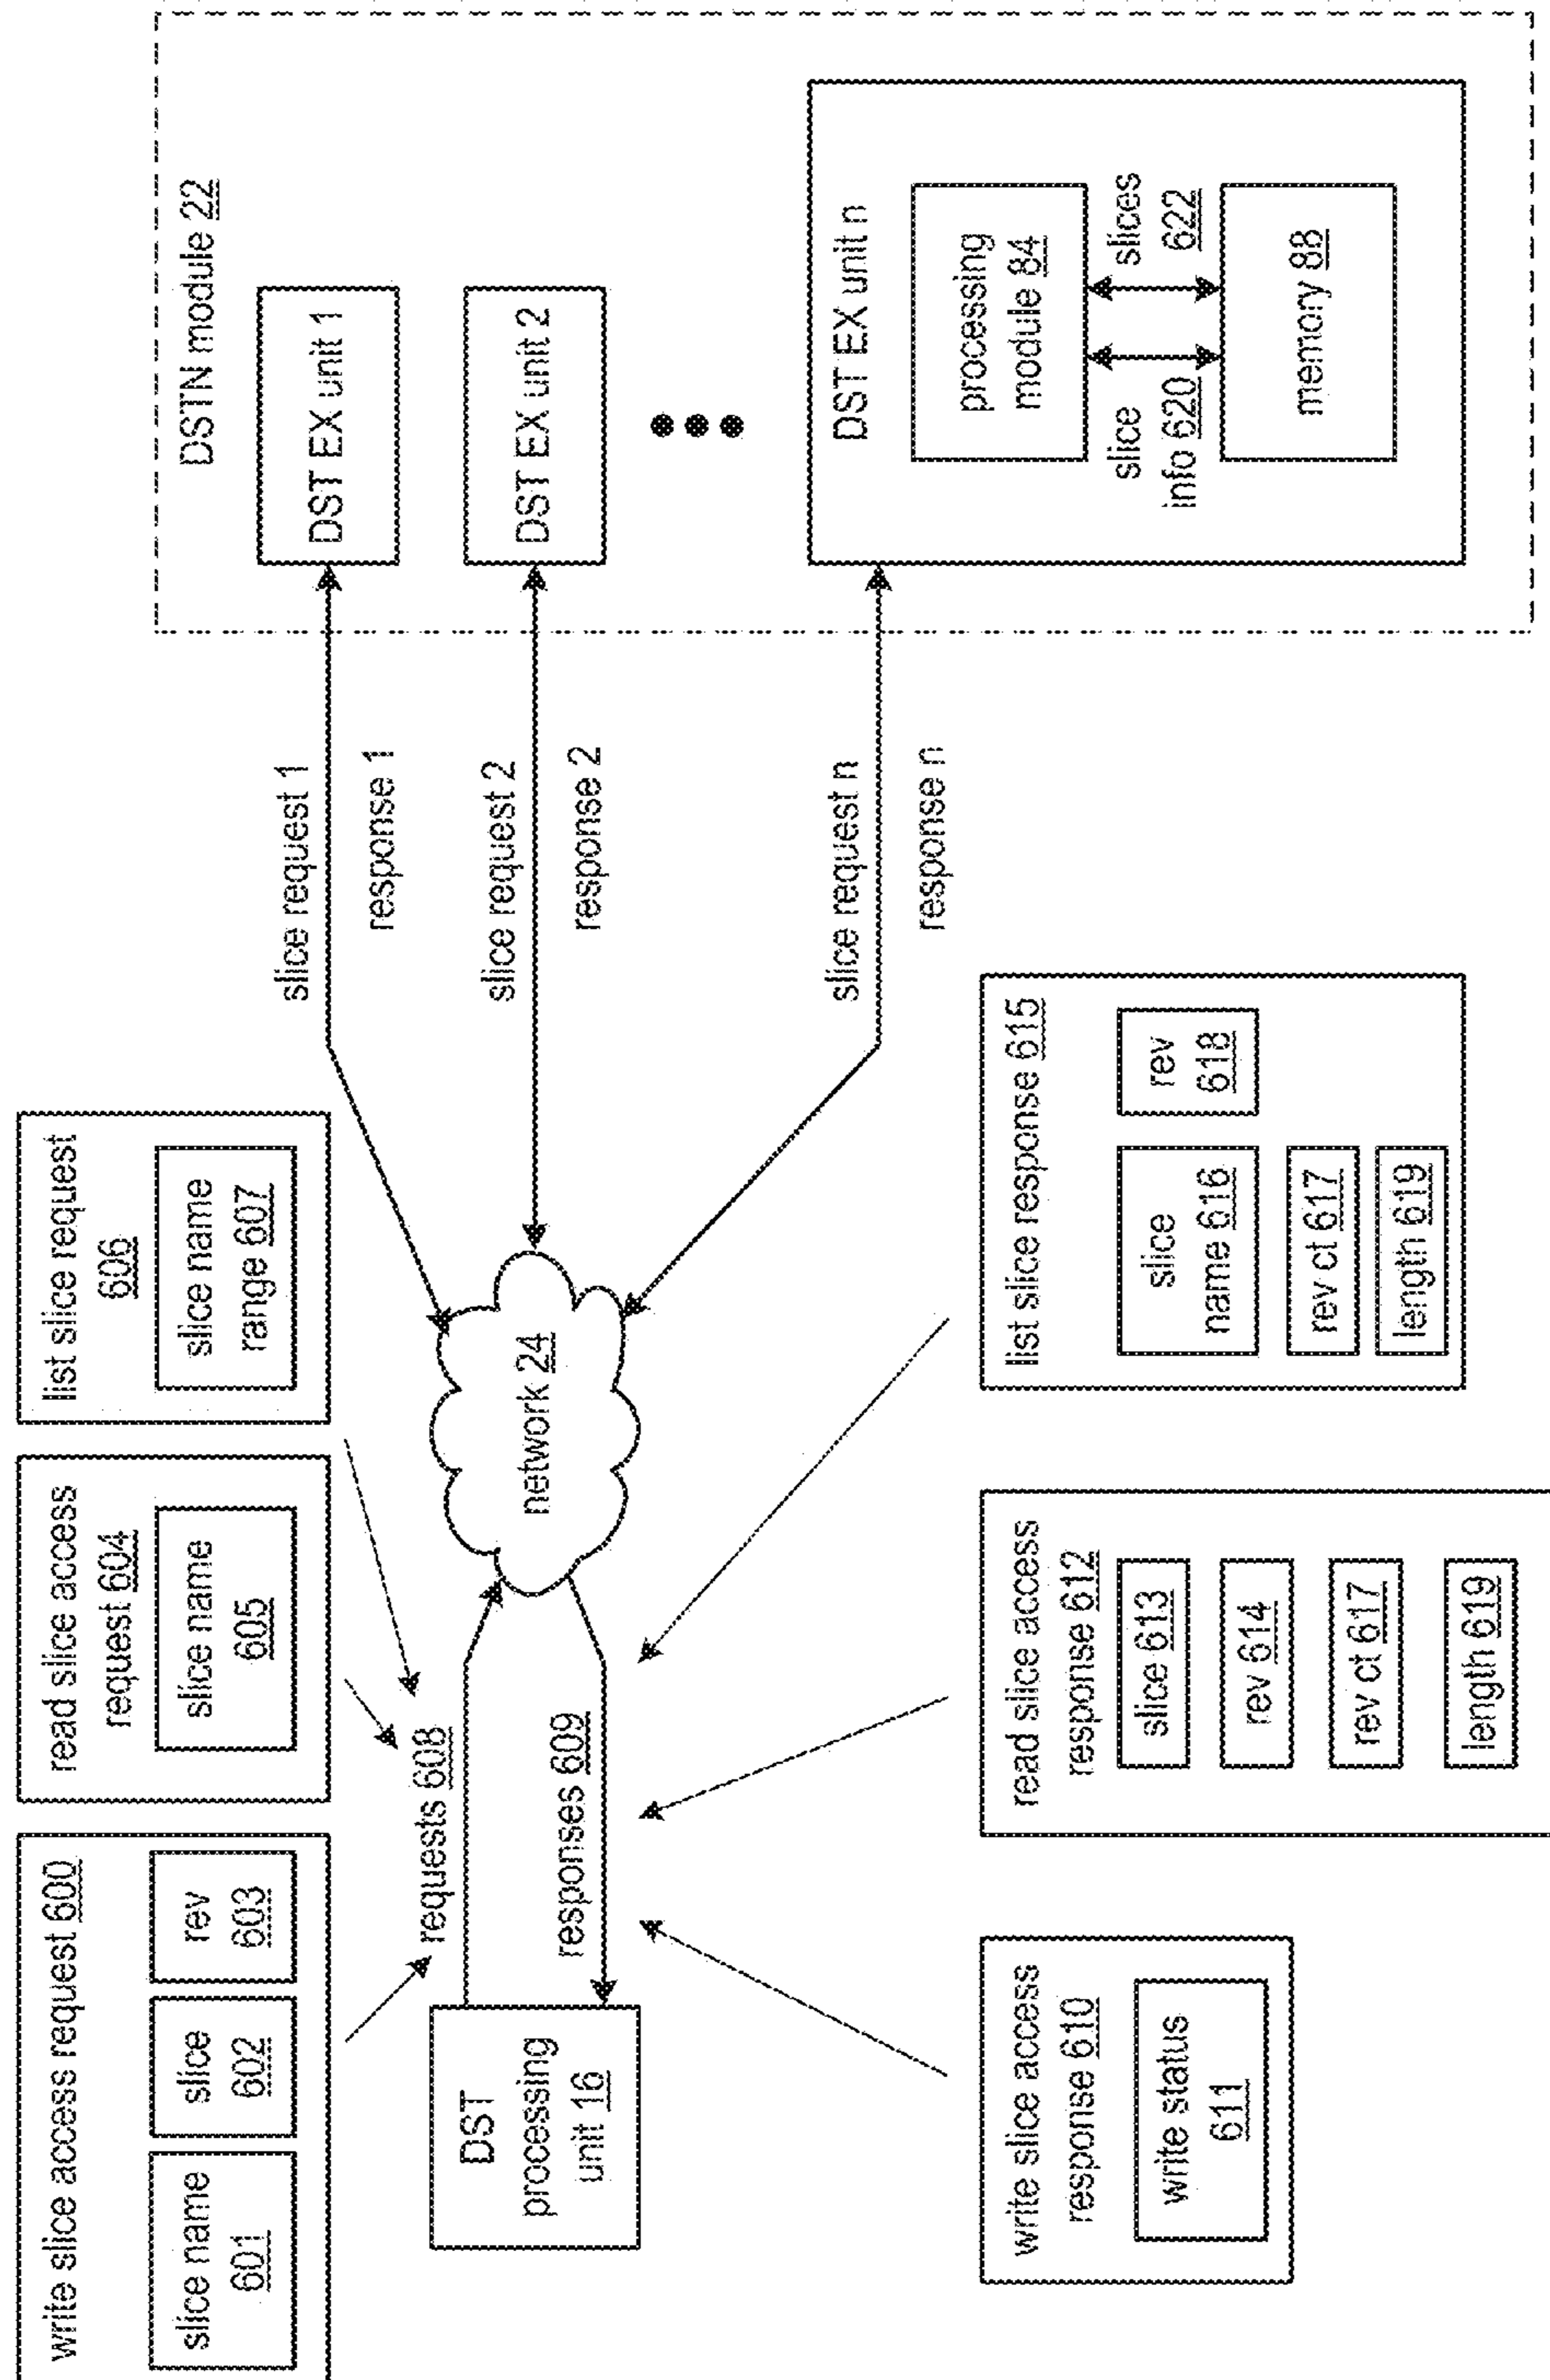 write slice access request 600
slice name
601
slice
602
rev
603
read slice access
request 604
slice name
605
list slice request
606
slice name
range 607
DST
processing
unit 16
requests 608
responses 609
network 24
slice request 1
response 1
slice request 2
response 2
slice request n
response n
DSTN module 22
DST EX unit 1
DST EX unit 2
DST EX unit n
processing
module 84
slice
info 620
slices
622
memory 88
write slice access
response 610
write status
611
read slice access
response 612
slice 613
rev 614
rev ct 617
length 619
list slice response 615
slice
name 616
rev
618
rev ct 617
length 619